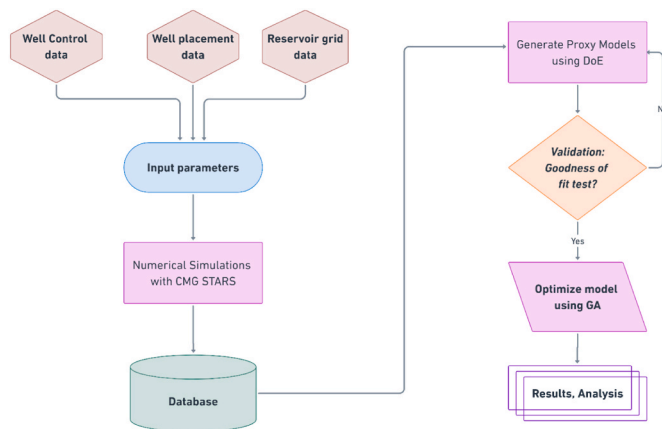 Well Control
data
Well placement
data
Reservoir grid
data
Input parameters
Numerical Simulations
with CMG STARS
Database
Generate Proxy Models
using DoE
Validation:
Goodness of
fit test?
Yes
Optimize model
using GA
Results, Analysis